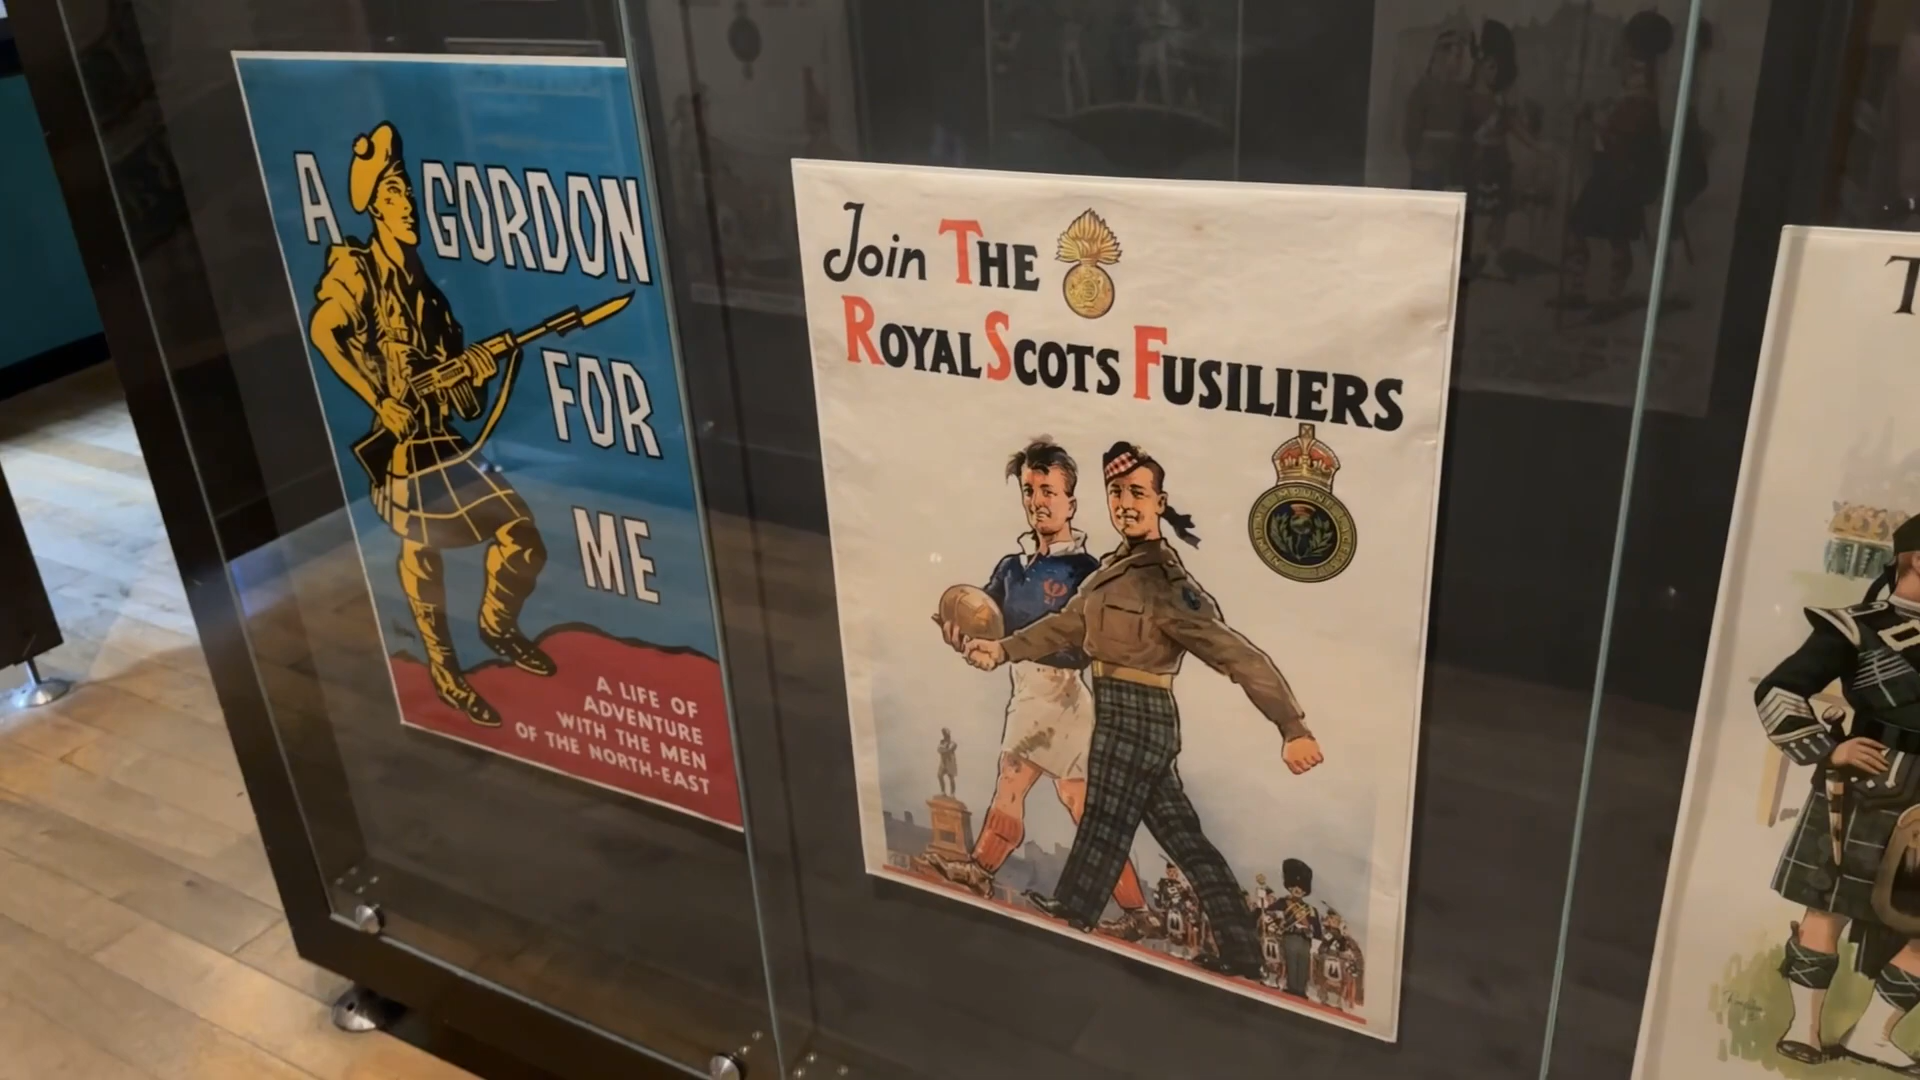 A GORDON
FOR
ME
A LIFE OF
ADVENTURE
WITH THE MEN
OF THE NORTH-EAST
Join THE
ROYAL SCOTS FUSILIERS
T